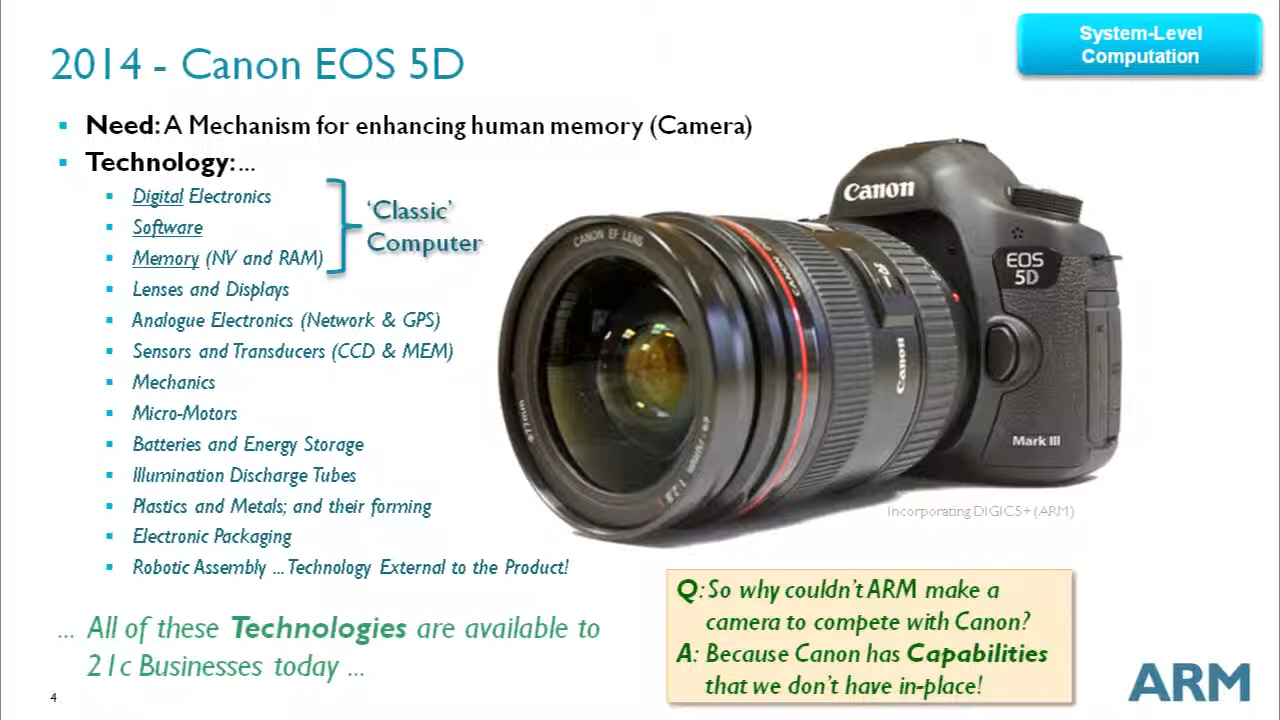 2014 - Canon EOS 5D
System-Level
Computation
Need: A Mechanism for enhancing human memory (Camera)
Technology: ...
Digital Electronics
Software
Memory (NV and RAM)
'Classic'
Computer
Lenses and Displays
Analogue Electronics (Network & GPS)
Sensors and Transducers (CCD & MEM)
Mechanics
Micro-Motors
Batteries and Energy Storage
Illumination Discharge Tubes
Plastics and Metals; and their forming
Electronic Packaging
Robotic Assembly ... Technology External to the Product!
... All of these Technologies are available to
21c Businesses today ...
Canon
EOS
5D
Mark III
CANON EF LENS
Canon
Incorporating DIGIC5+ (ARM)
Q: So why couldn't ARM make a
camera to compete with Canon?
A: Because Canon has Capabilities
that we don't have in-place!
4
ARM